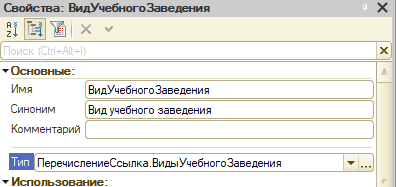 Свойства: ВидУчебногоЗаведения
Поиск (Ctrl+Alt+I)
Основные:
Имя ВидУчебногоЗаведения
Синоним Вид учебного заведения
Комментарий
Тип ПеречислениеСсылка.ВидыУчебногоЗаведения ...
Использование: